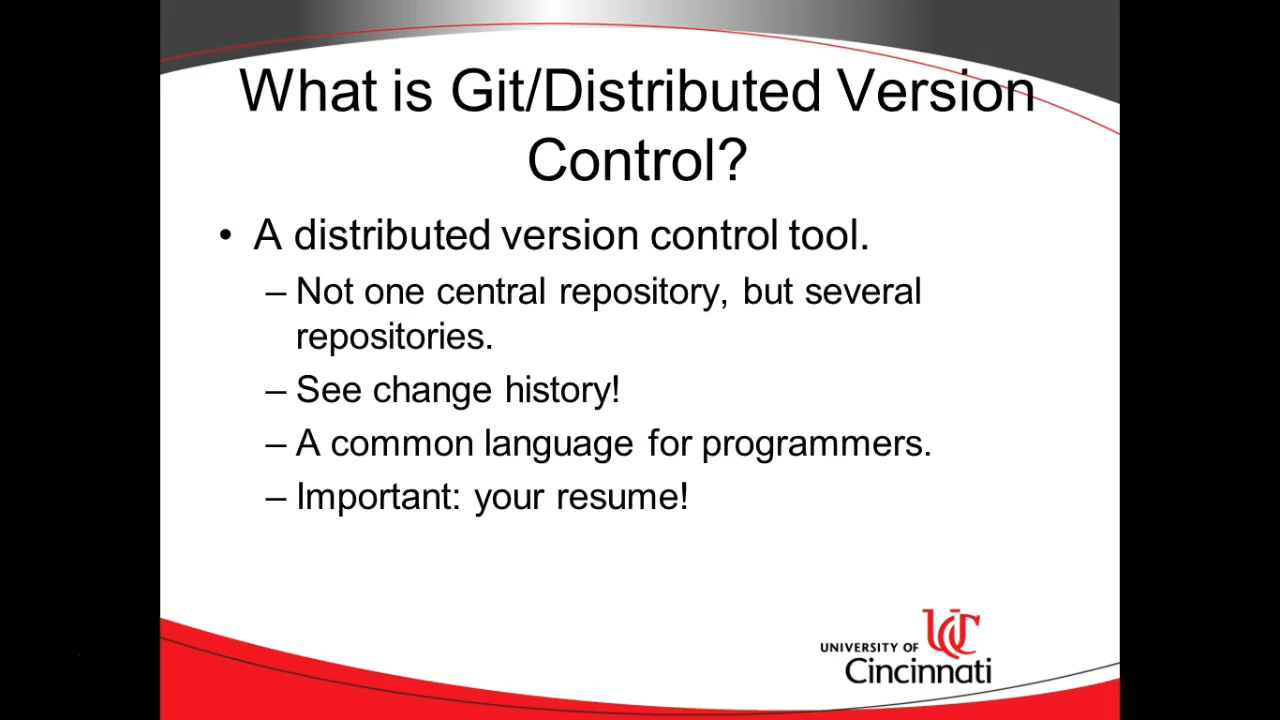 What is Git/Distributed Version
Control?
• A distributed version control tool.
– Not one central repository, but several
repositories.
– See change history!
– A common language for programmers.
– Important: your resume!
UC
UNIVERSITY OF
Cincinnati